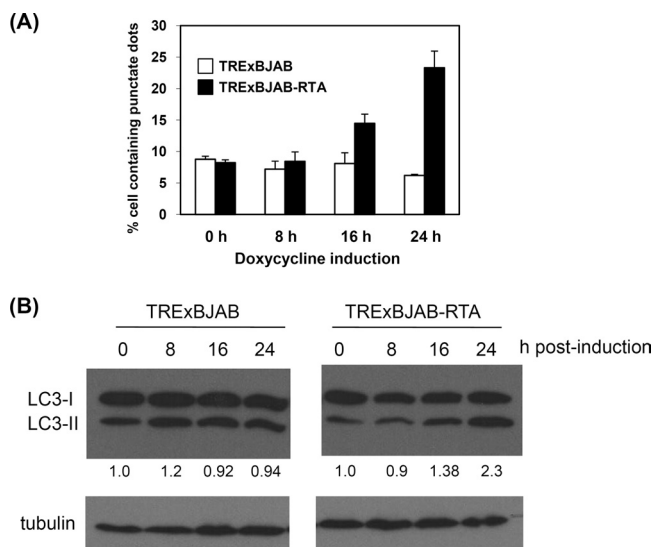 (A)
30
25
20
15
10
5
0
% cell containing punctate dots
TRExBJAB
TRExBJAB-RTA
0 h 8 h 16 h 24 h
Doxycycline induction
(B)
TRExBJAB TRExBJAB-RTA
0 8 16 24 0 8 16 24 h post-induction
LC3-I
LC3-II
1.0 1.2 0.92 0.94 1.0 0.9 1.38 2.3
tubulin